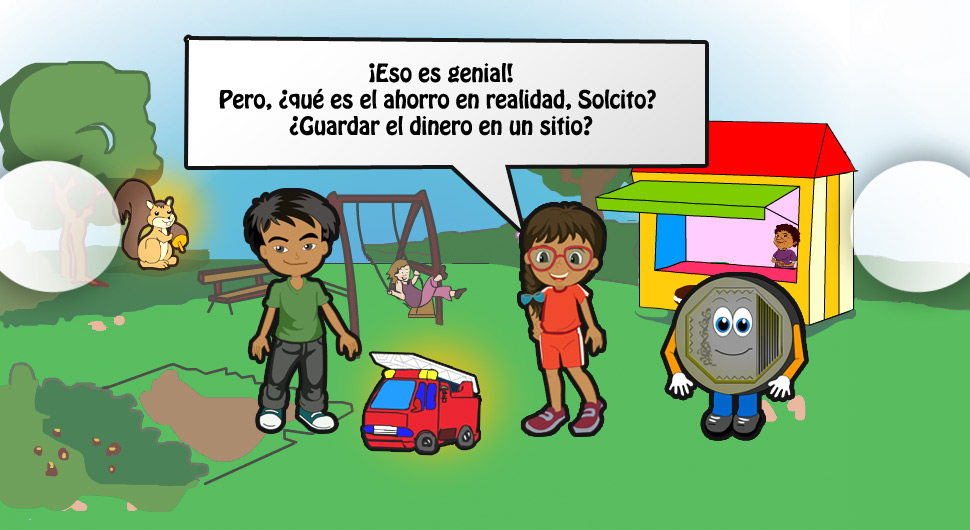 ¡Eso es genial!
Pero, ¿qué es el ahorro en realidad, Solcito?
¿Guardar el dinero en un sitio?